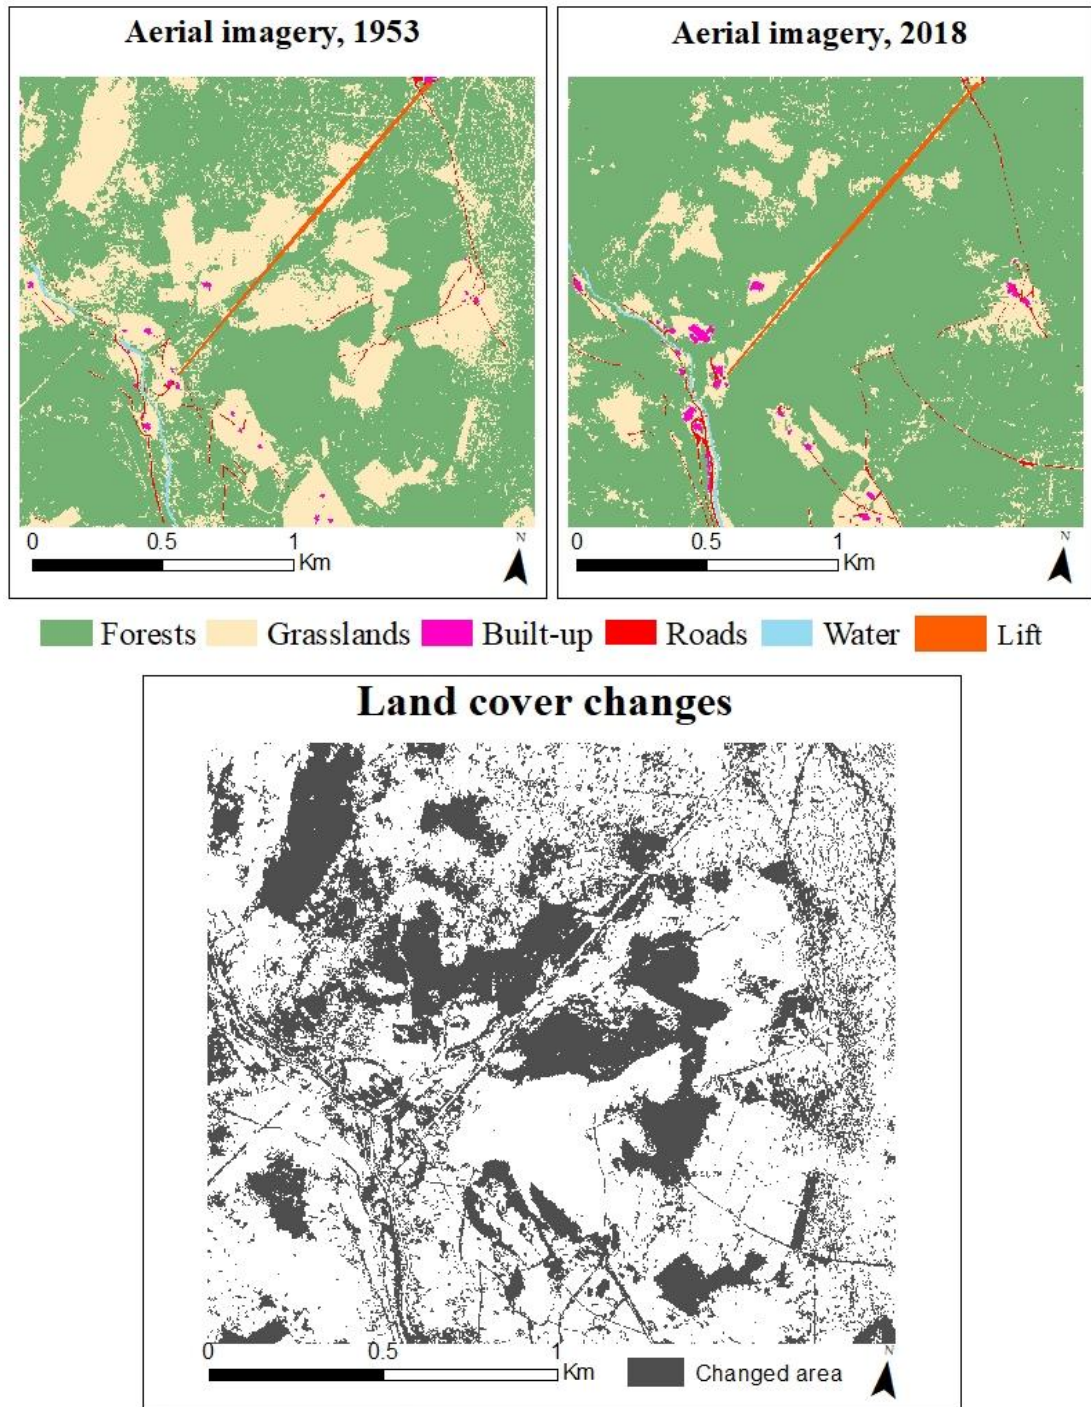 Aerial imagery, 1953
Aerial imagery, 2018
N
0 0.5 1
Km
N
0 0.5 1
Km
Forests Grasslands Built-up Roads Water Lift
Land cover changes
0 0.5 1
Km
Changed area
N